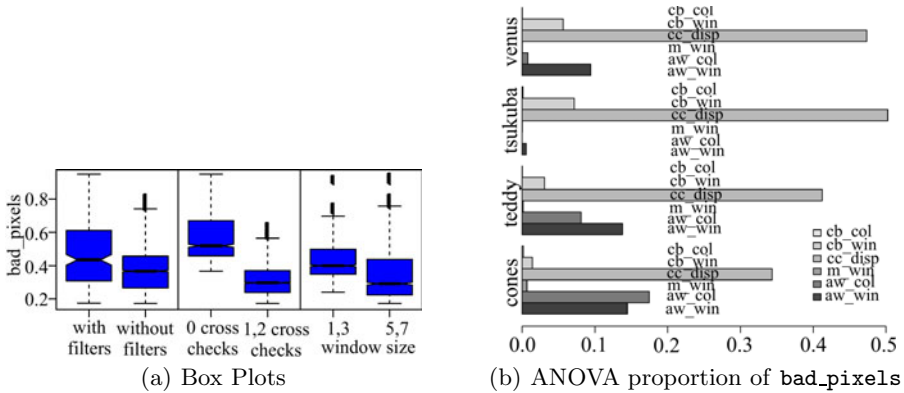 bad_pixels
0.8
0.6
0.4
0.2
with filters
without filters
0 cross checks
1,2 cross checks
1,3
5,7
window size
(a) Box Plots
venus
cb_col
cb_win
cc_disp
m_win
aw_col
aw_win
tsukuba
cb_col
cb_win
cc_disp
m_win
aw_col
aw_win
teddy
cb_col
cb_win
cc_disp
m_win
aw_col
aw_win
cones
cb_col
cb_win
cc_disp
m_win
aw_col
aw_win
cb_col
cb_win
cc_disp
m_win
aw_col
aw_win
0.0 0.1 0.2 0.3 0.4 0.5
(b) ANOVA proportion of bad_pixels